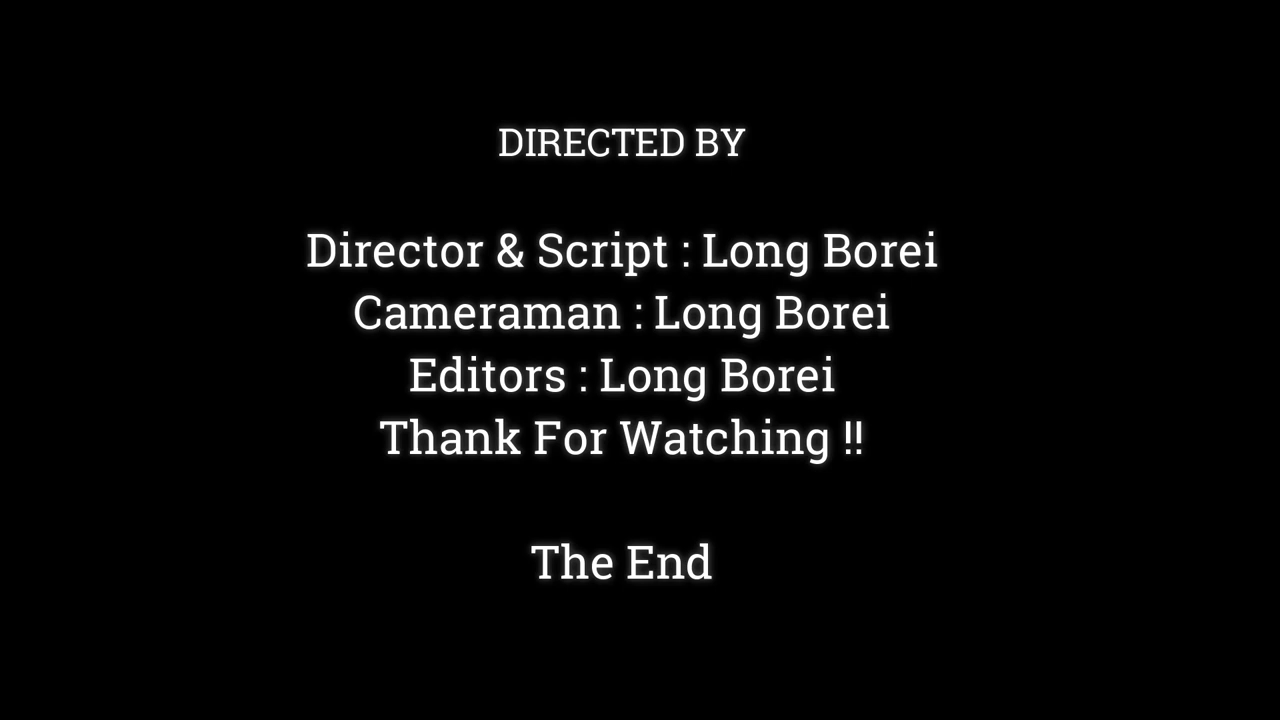 DIRECTED BY
Director & Script : Long Borei
Cameraman : Long Borei
Editors : Long Borei
Thank For Watching !!
The End